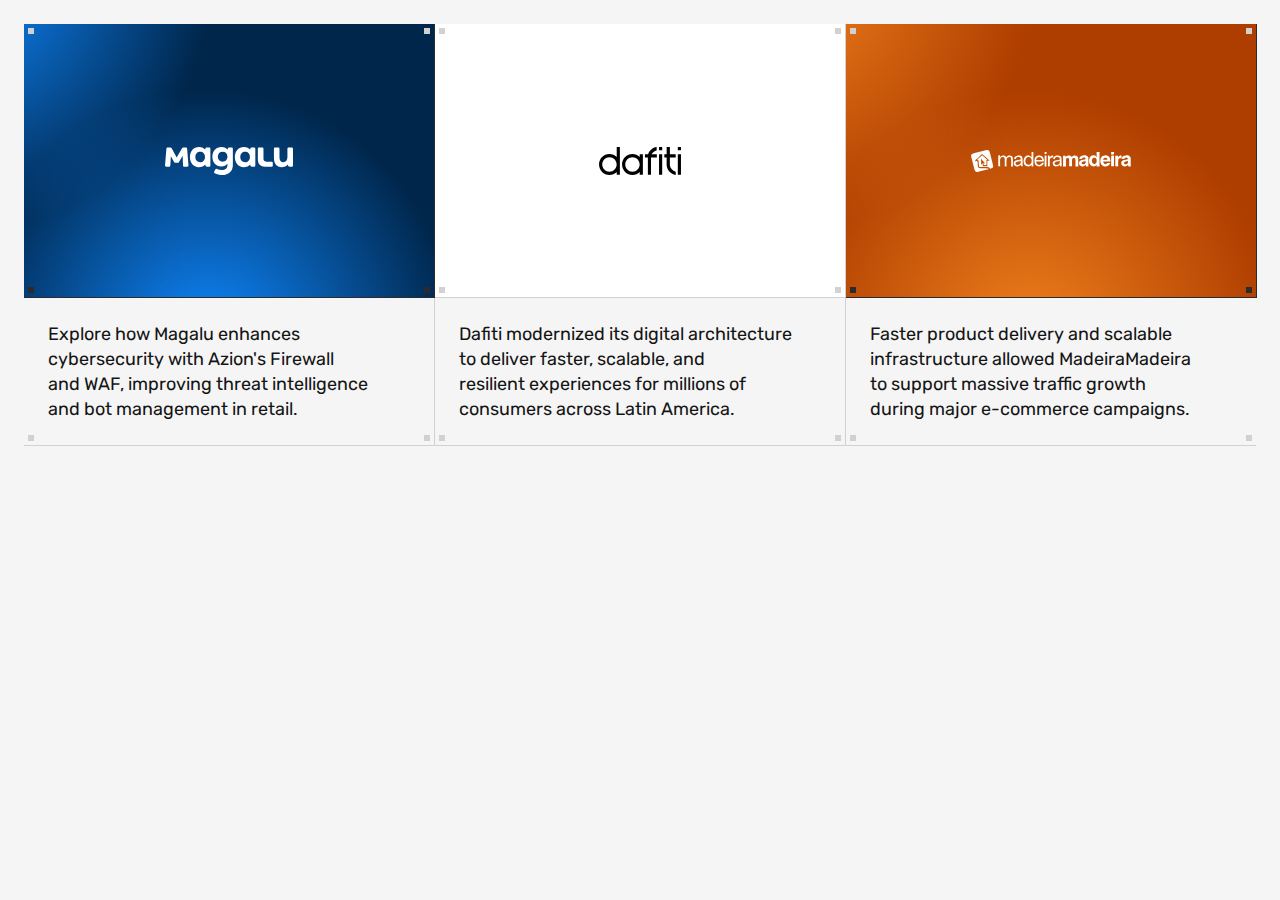 Magalu
dafiti
madeiramadeira
Explore how Magalu enhances
cybersecurity with Azion's Firewall
and WAF, improving threat intelligence
and bot management in retail.
Dafiti modernized its digital architecture
to deliver faster, scalable, and
resilient experiences for millions of
consumers across Latin America.
Faster product delivery and scalable
infrastructure allowed MadeiraMadeira
to support massive traffic growth
during major e-commerce campaigns.